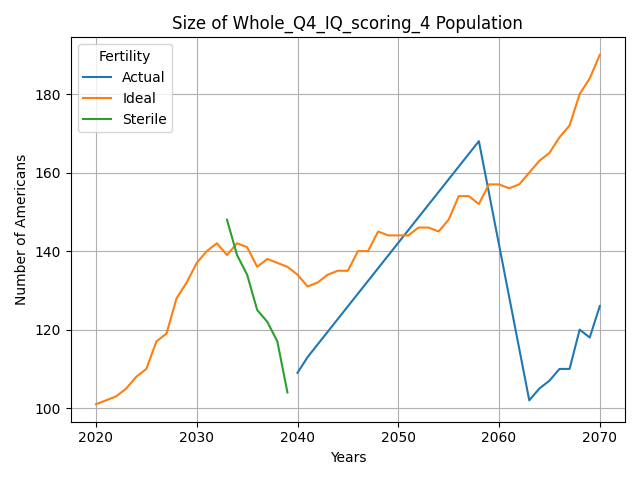 Size of Whole_Q4_IQ_scoring_4 Population
Fertility
Actual
Ideal
Sterile
Number of Americans
180
160
140
120
100
2020 2030 2040 2050 2060 2070
Years